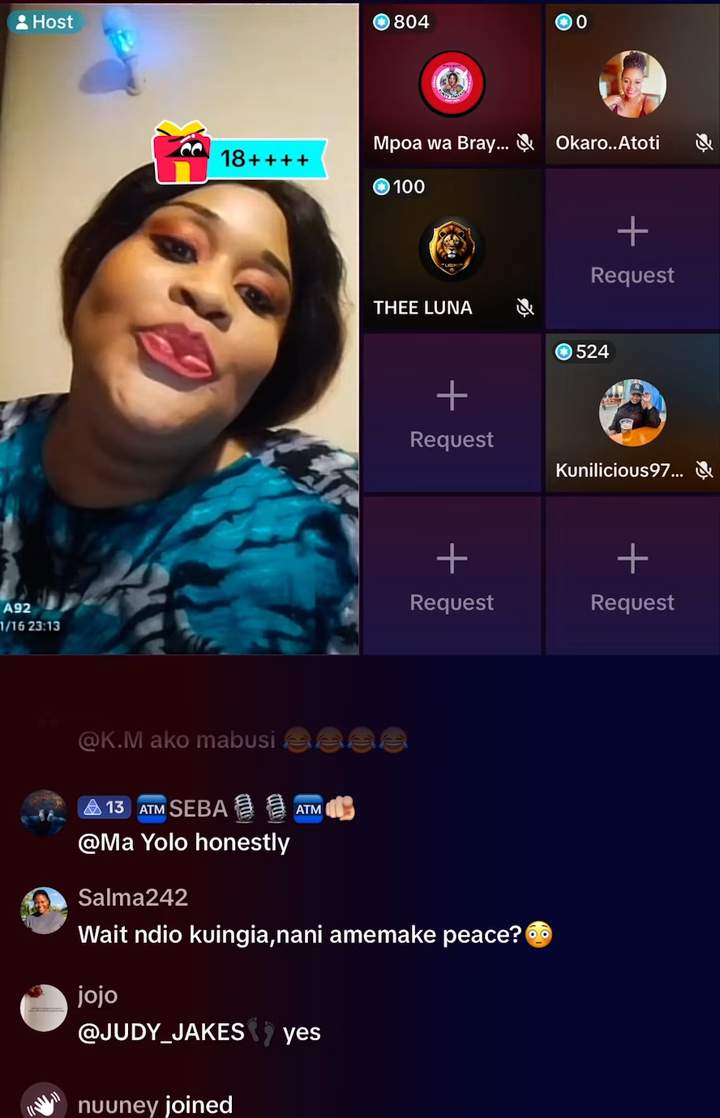 Host
18++++
804
Mpoa wa Bray...
0
Okaro..Atoti
100
THEE LUNA
Request
Request
524
Kunilicious97...
Request
Request
A92
1/16 23:13
@K.M ako mabusi 😂😂😂😂
13 🏧SEBA🎙️🎙️🏧🫵🏼
@Ma Yolo honestly
Salma242
Wait ndio kuingia,nani amemake peace?😳
jojo
@JUDY_JAKES👣 yes
nuuney joined